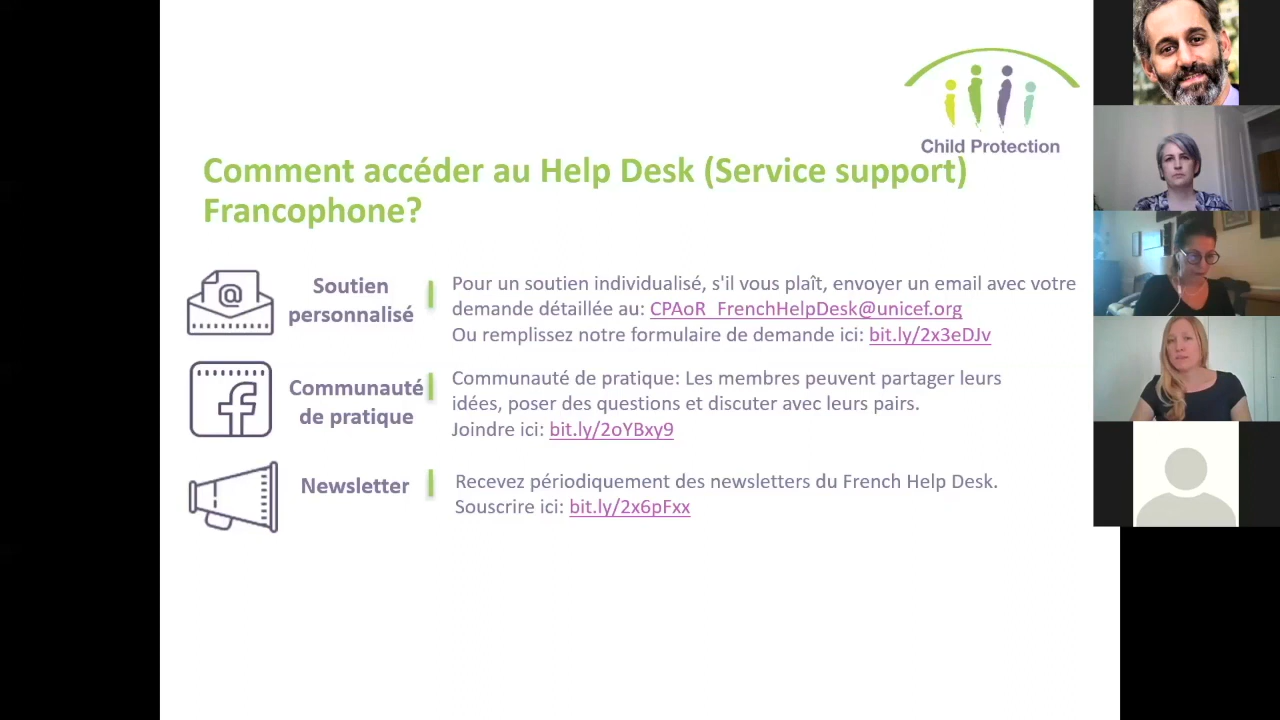 Child Protection
Comment accéder au Help Desk (Service support)
Francophone?
Soutien
personnalisé
Pour un soutien individualisé, s'il vous plaît, envoyer un email avec votre
demande détaillée au: CPAoR_FrenchHelpDesk@unicef.org
Ou remplissez notre formulaire de demande ici: bit.ly/2x3eDJv
Communauté
de pratique
Communauté de pratique: Les membres peuvent partager leurs
idées, poser des questions et discuter avec leurs pairs.
Joindre ici: bit.ly/2oYBxy9
Newsletter
Recevez périodiquement des newsletters du French Help Desk.
Souscrire ici: bit.ly/2x6pFxx